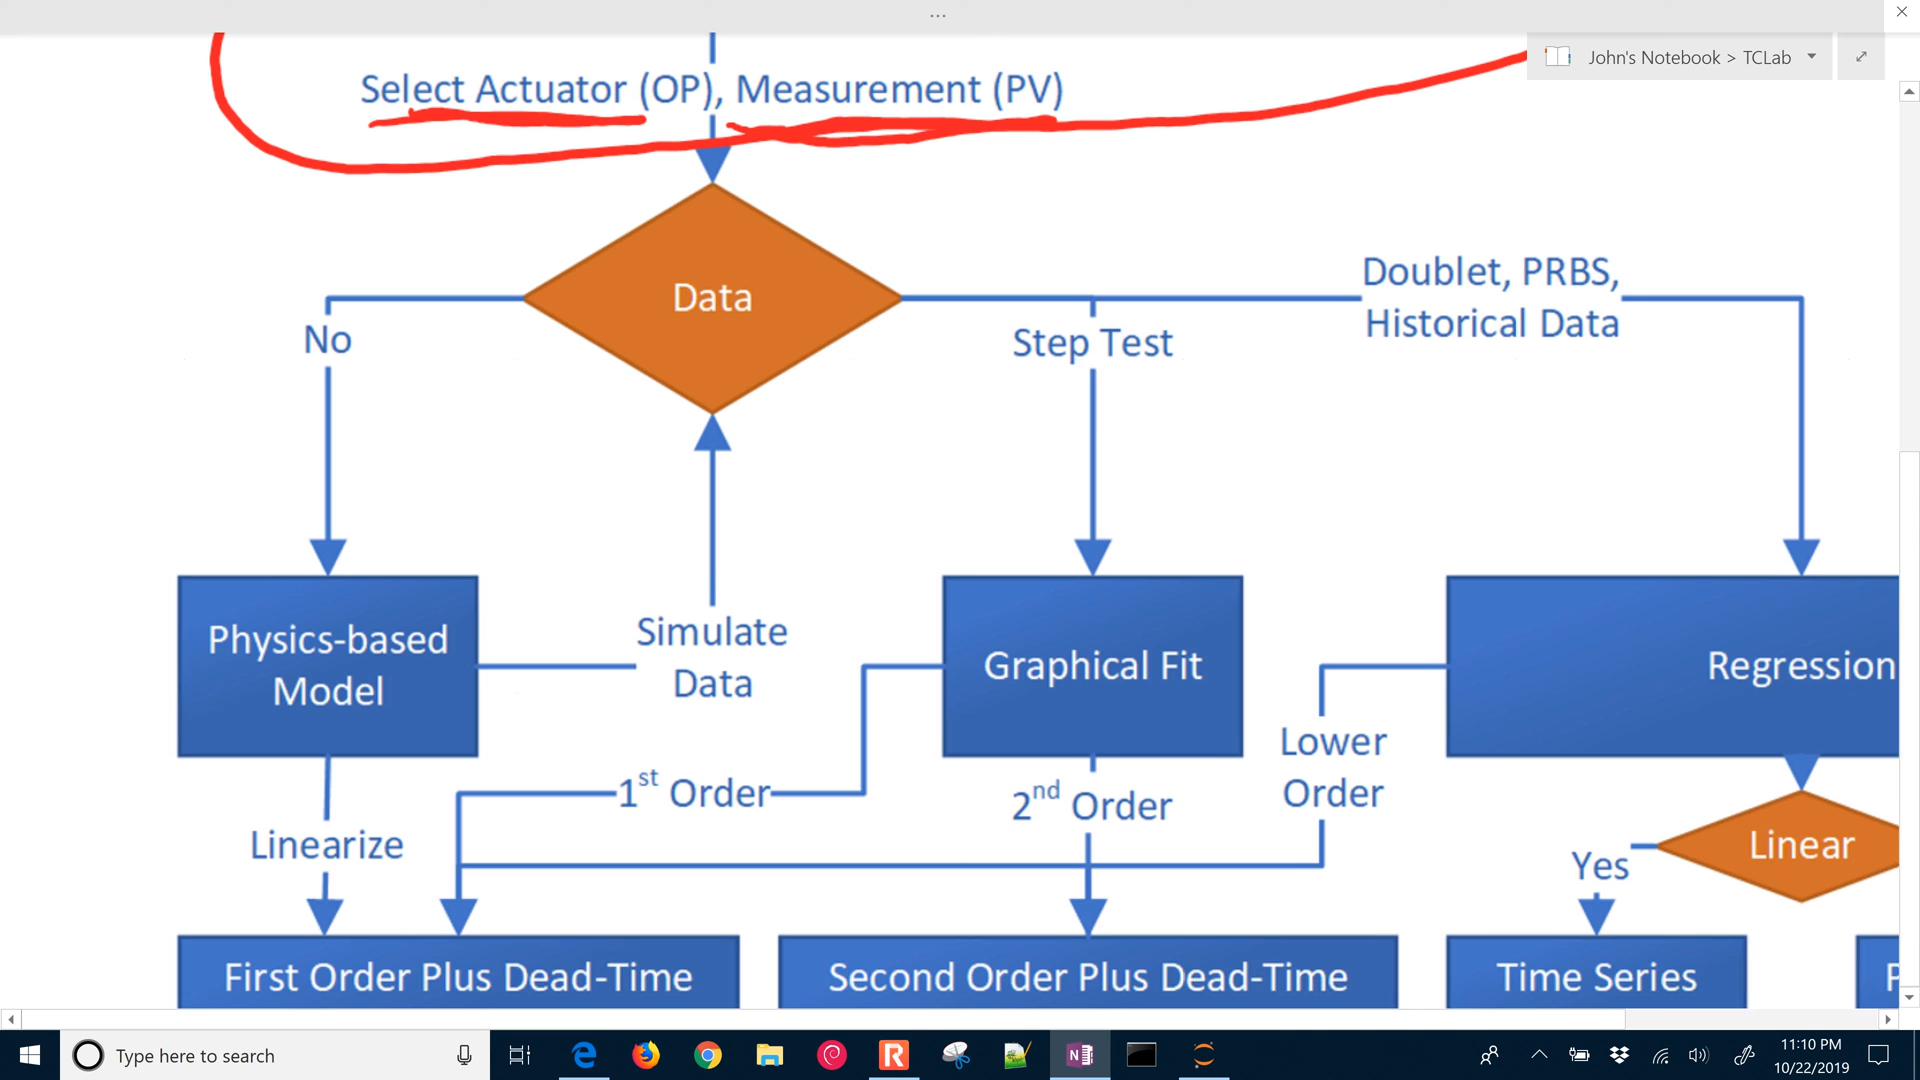 John's Notebook > TCLab
Select Actuator (OP), Measurement (PV)
Data
No
Step Test
Doublet, PRBS,
Historical Data
Physics-based
Model
Simulate
Data
Graphical Fit
Regression
Lower
Order
1st Order
2nd Order
Linearize
Yes
Linear
First Order Plus Dead-Time
Second Order Plus Dead-Time
Time Series
Type here to search
11:10 PM
10/22/2019